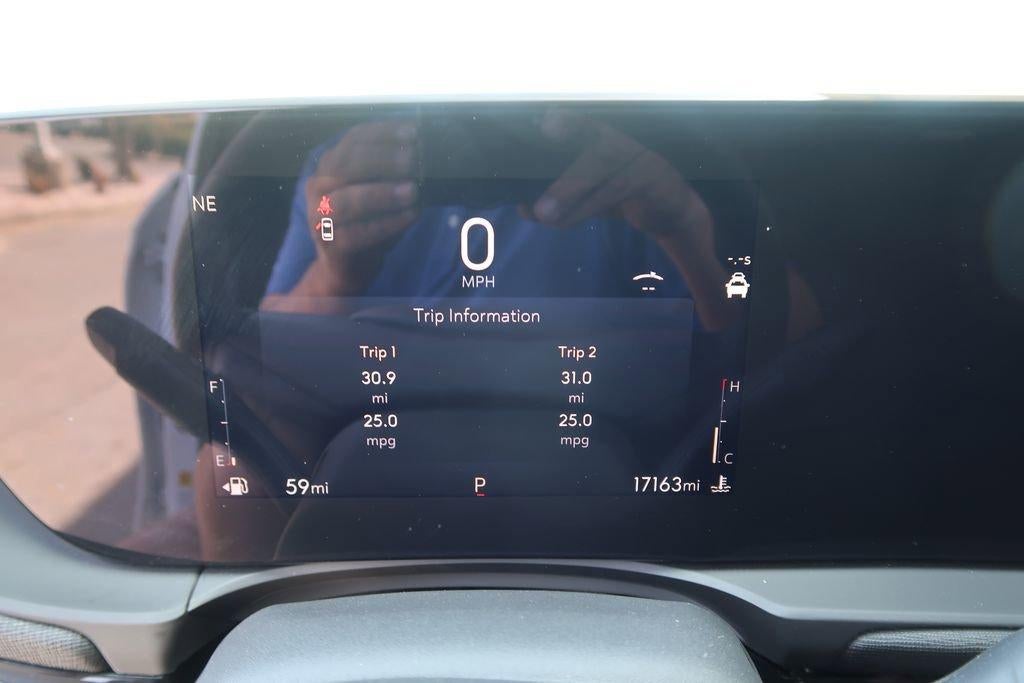 NE
0
MPH
-.-s
--
Trip Information
Trip 1 Trip 2
30.9 31.0
mi mi
25.0 25.0
mpg mpg
F H
E C
59mi P 17163mi